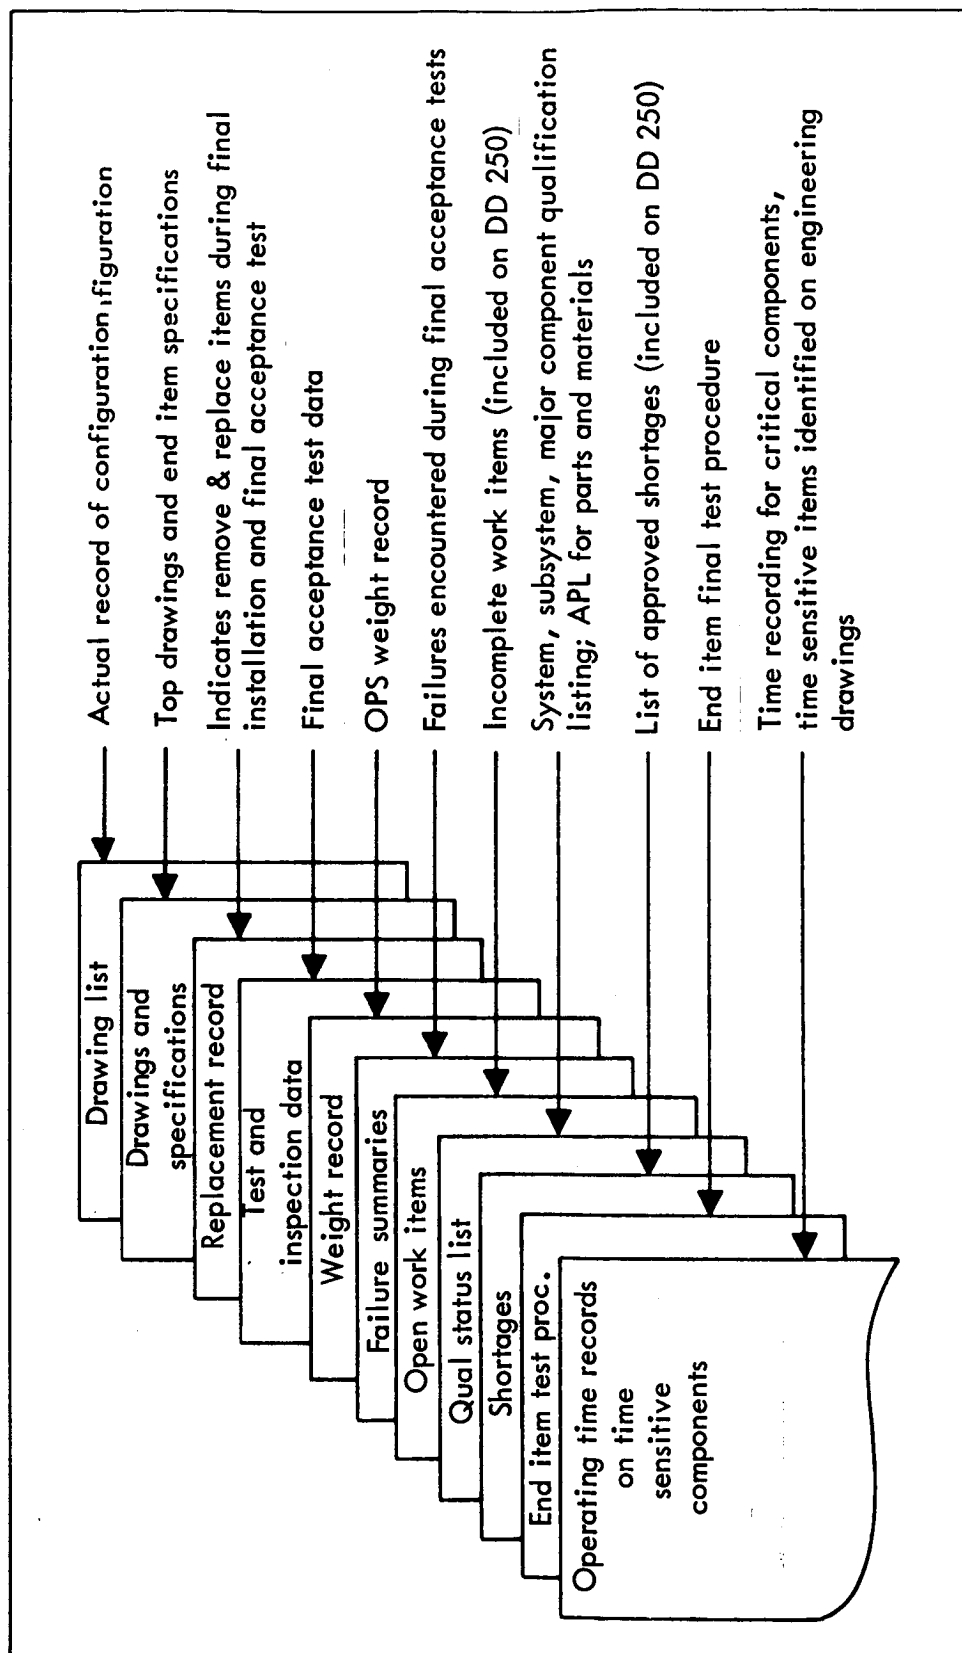 Drawing list
Actual record of configuration figuration
Drawings and
specifications
Top drawings and end item specifications
Replacement record
Indicates remove & replace items during final
installation and final acceptance test
Test and
inspection data
Final acceptance test data
Weight record
OPS weight record
Failure summaries
Failures encountered during final acceptance tests
Open work items
Incomplete work items (included on DD 250)
Qual status list
System, subsystem, major component qualification
listing; APL for parts and materials
Shortages
List of approved shortages (included on DD 250)
End item test proc.
End item final test procedure
Operating time records
on time
sensitive
components
Time recording for critical components,
time sensitive items identified on engineering
drawings